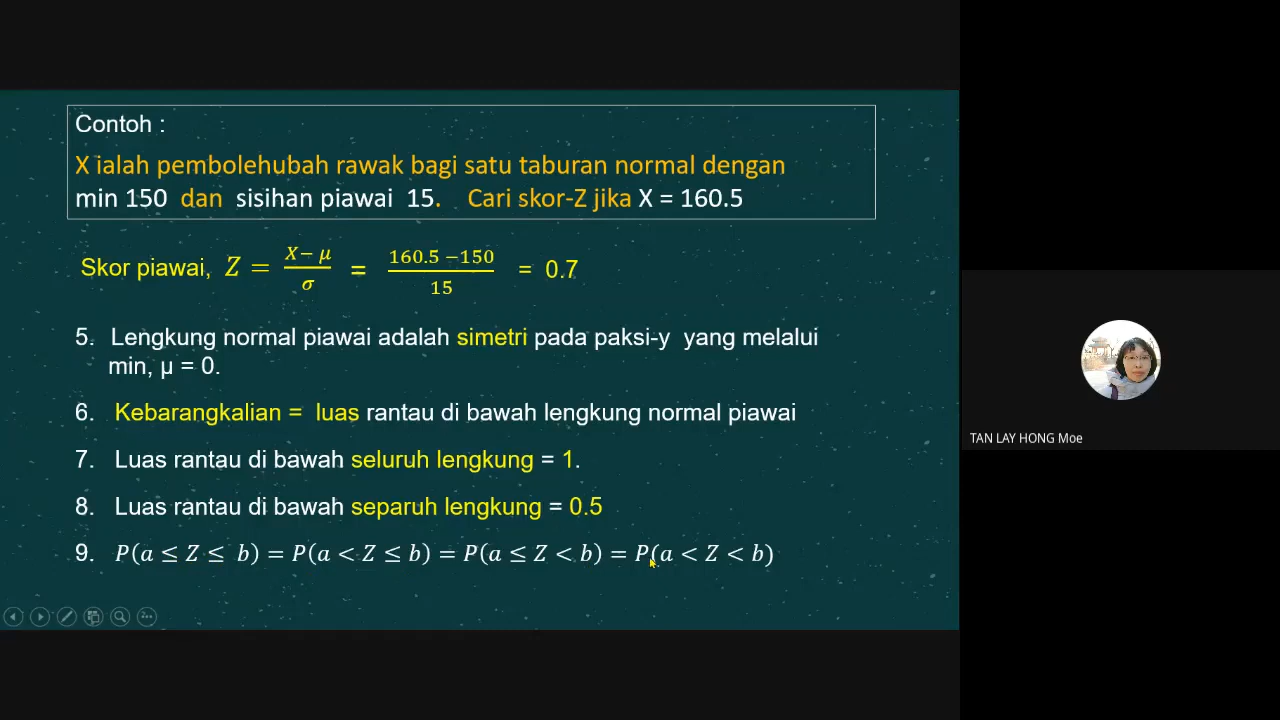 Contoh :
X ialah pembolehubah rawak bagi satu taburan normal dengan
min 150 dan sisihan piawai 15. Cari skor-Z jika X = 160.5
Skor piawai, Z = (X − μ)/σ = (160.5 −150)/15 = 0.7
5. Lengkung normal piawai adalah simetri pada paksi-y yang melalui
min, μ = 0.
6. Kebarangkalian = luas rantau di bawah lengkung normal piawai
7. Luas rantau di bawah seluruh lengkung = 1.
8. Luas rantau di bawah separuh lengkung = 0.5
9. P(a ≤ Z ≤ b) = P(a < Z ≤ b) = P(a ≤ Z < b) = P(a < Z < b)
TAN LAY HONG Moe